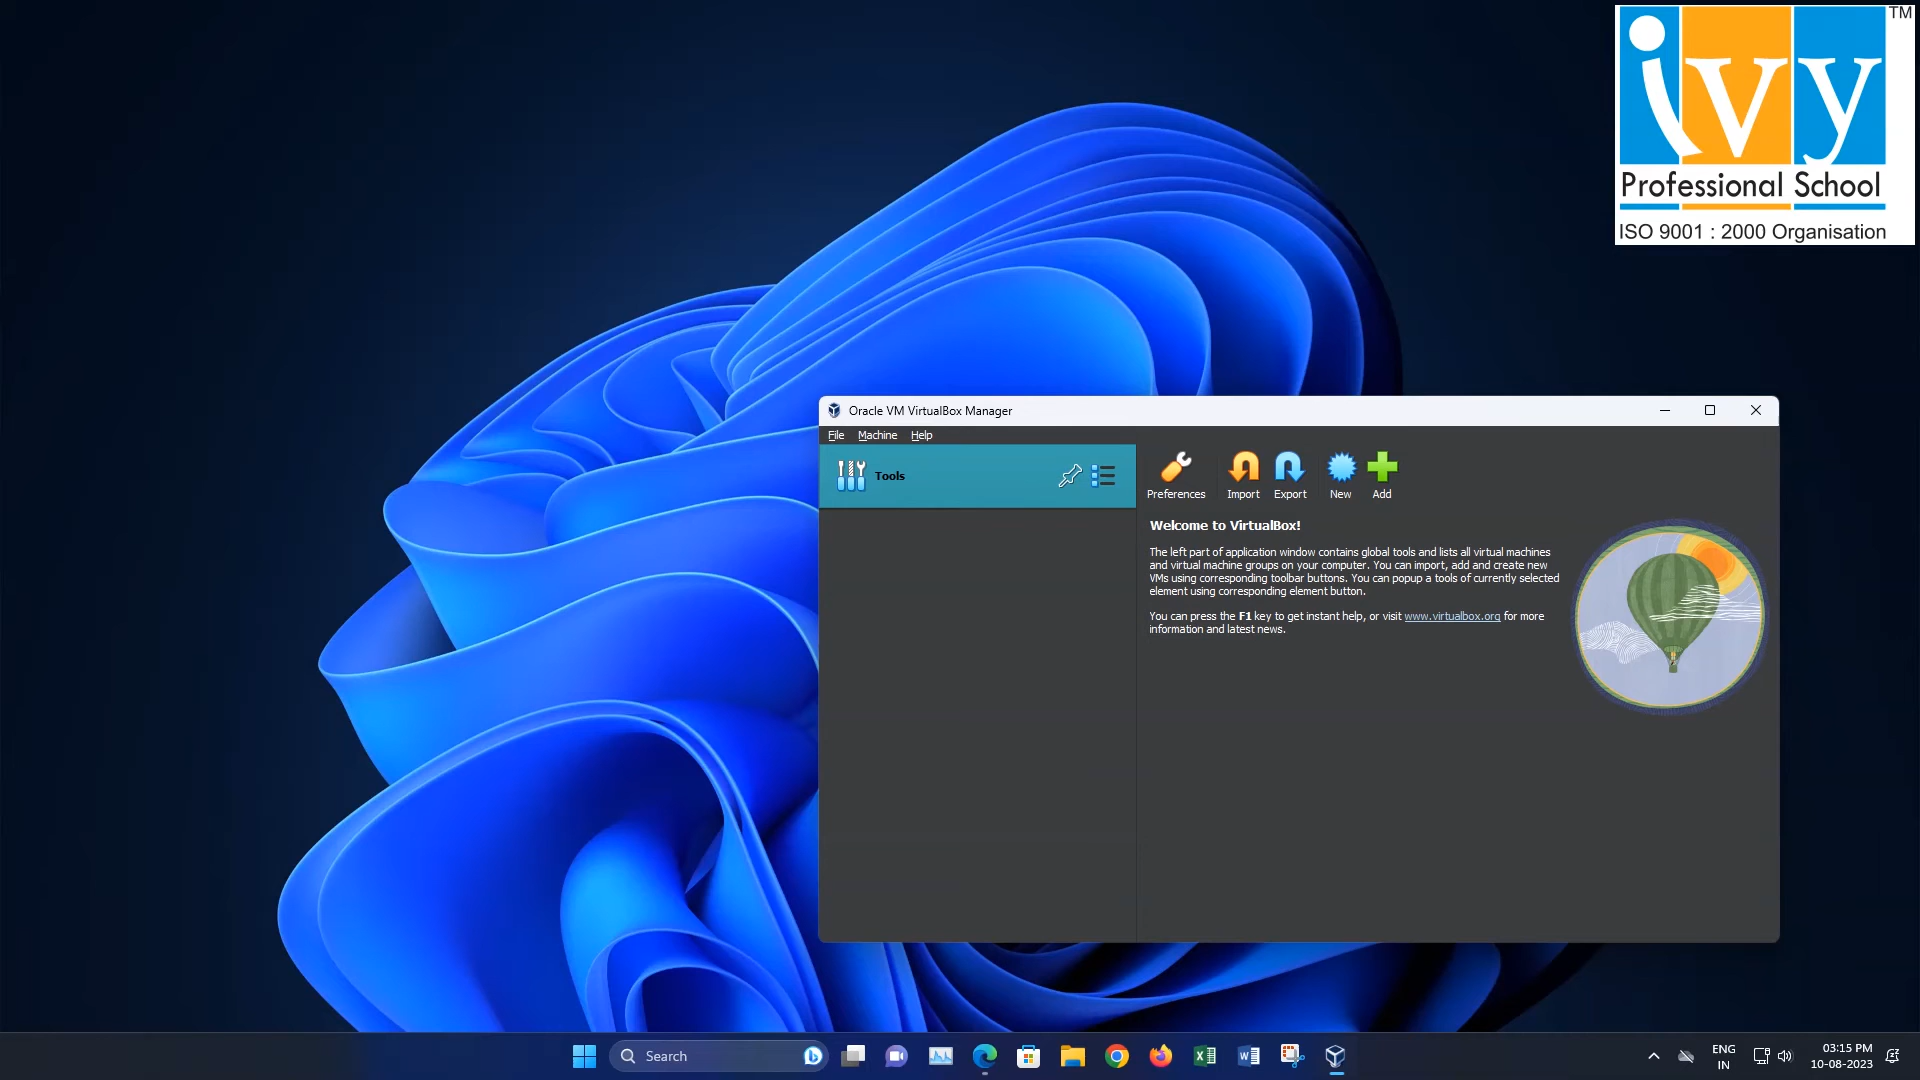 TM
ivy
Professional School
ISO 9001 : 2000 Organisation
Oracle VM VirtualBox Manager
File Machine Help
Tools
Preferences Import Export New Add
Welcome to VirtualBox!
The left part of application window contains global tools and lists all virtual machines
and virtual machine groups on your computer. You can import, add and create new
VMs using corresponding toolbar buttons. You can popup a tools of currently selected
element using corresponding element button.
You can press the F1 key to get instant help, or visit www.virtualbox.org for more
information and latest news.
Search
ENG
IN
03:15 PM
10-08-2023